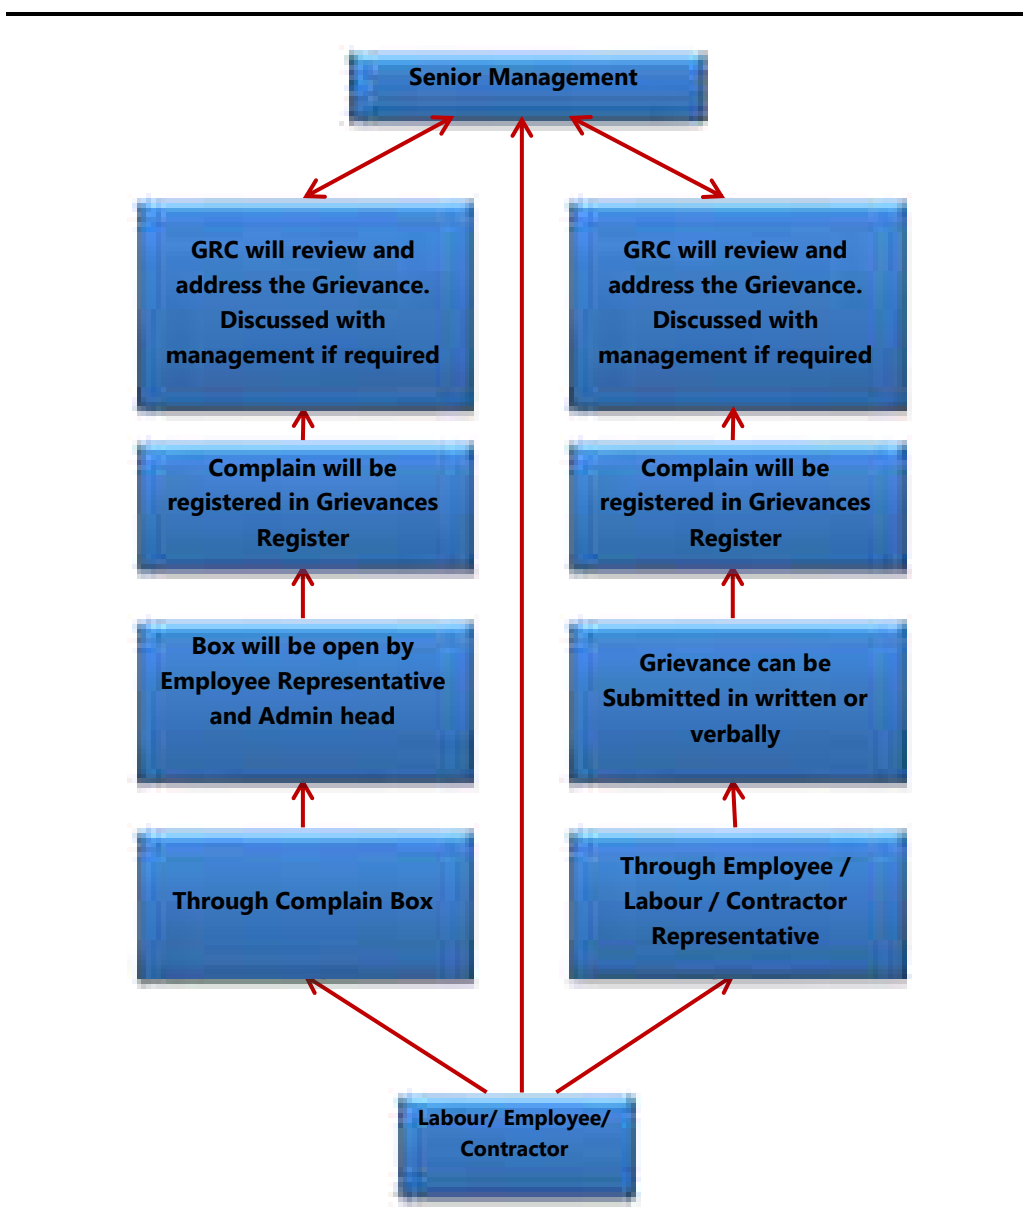 Senior Management
GRC will review and
address the Grievance.
Discussed with
management if required
GRC will review and
address the Grievance.
Discussed with
management if required
Complain will be
registered in Grievances
Register
Complain will be
registered in Grievances
Register
Box will be open by
Employee Representative
and Admin head
Grievance can be
Submitted in written or
verbally
Through Complain Box
Through Employee /
Labour / Contractor
Representative
Labour/ Employee/
Contractor